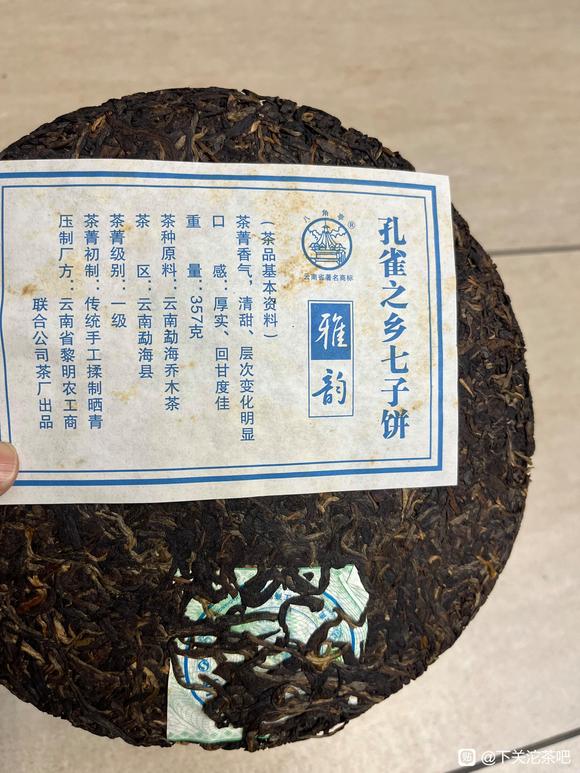 孔雀之乡七子饼
八角亭®
云南省著名商标
雅韵
(茶品基本资料)
茶菁香气，清甜、层次变化明显
口 感：厚实、回甘度佳
重 量：357克
茶种原料：云南勐海乔木茶
茶 区：云南勐海县
茶菁级别：一级
茶菁初制：传统手工揉制晒青
压制厂方：云南省黎明农工商
联合公司茶厂出品
贴 @下关沱茶吧